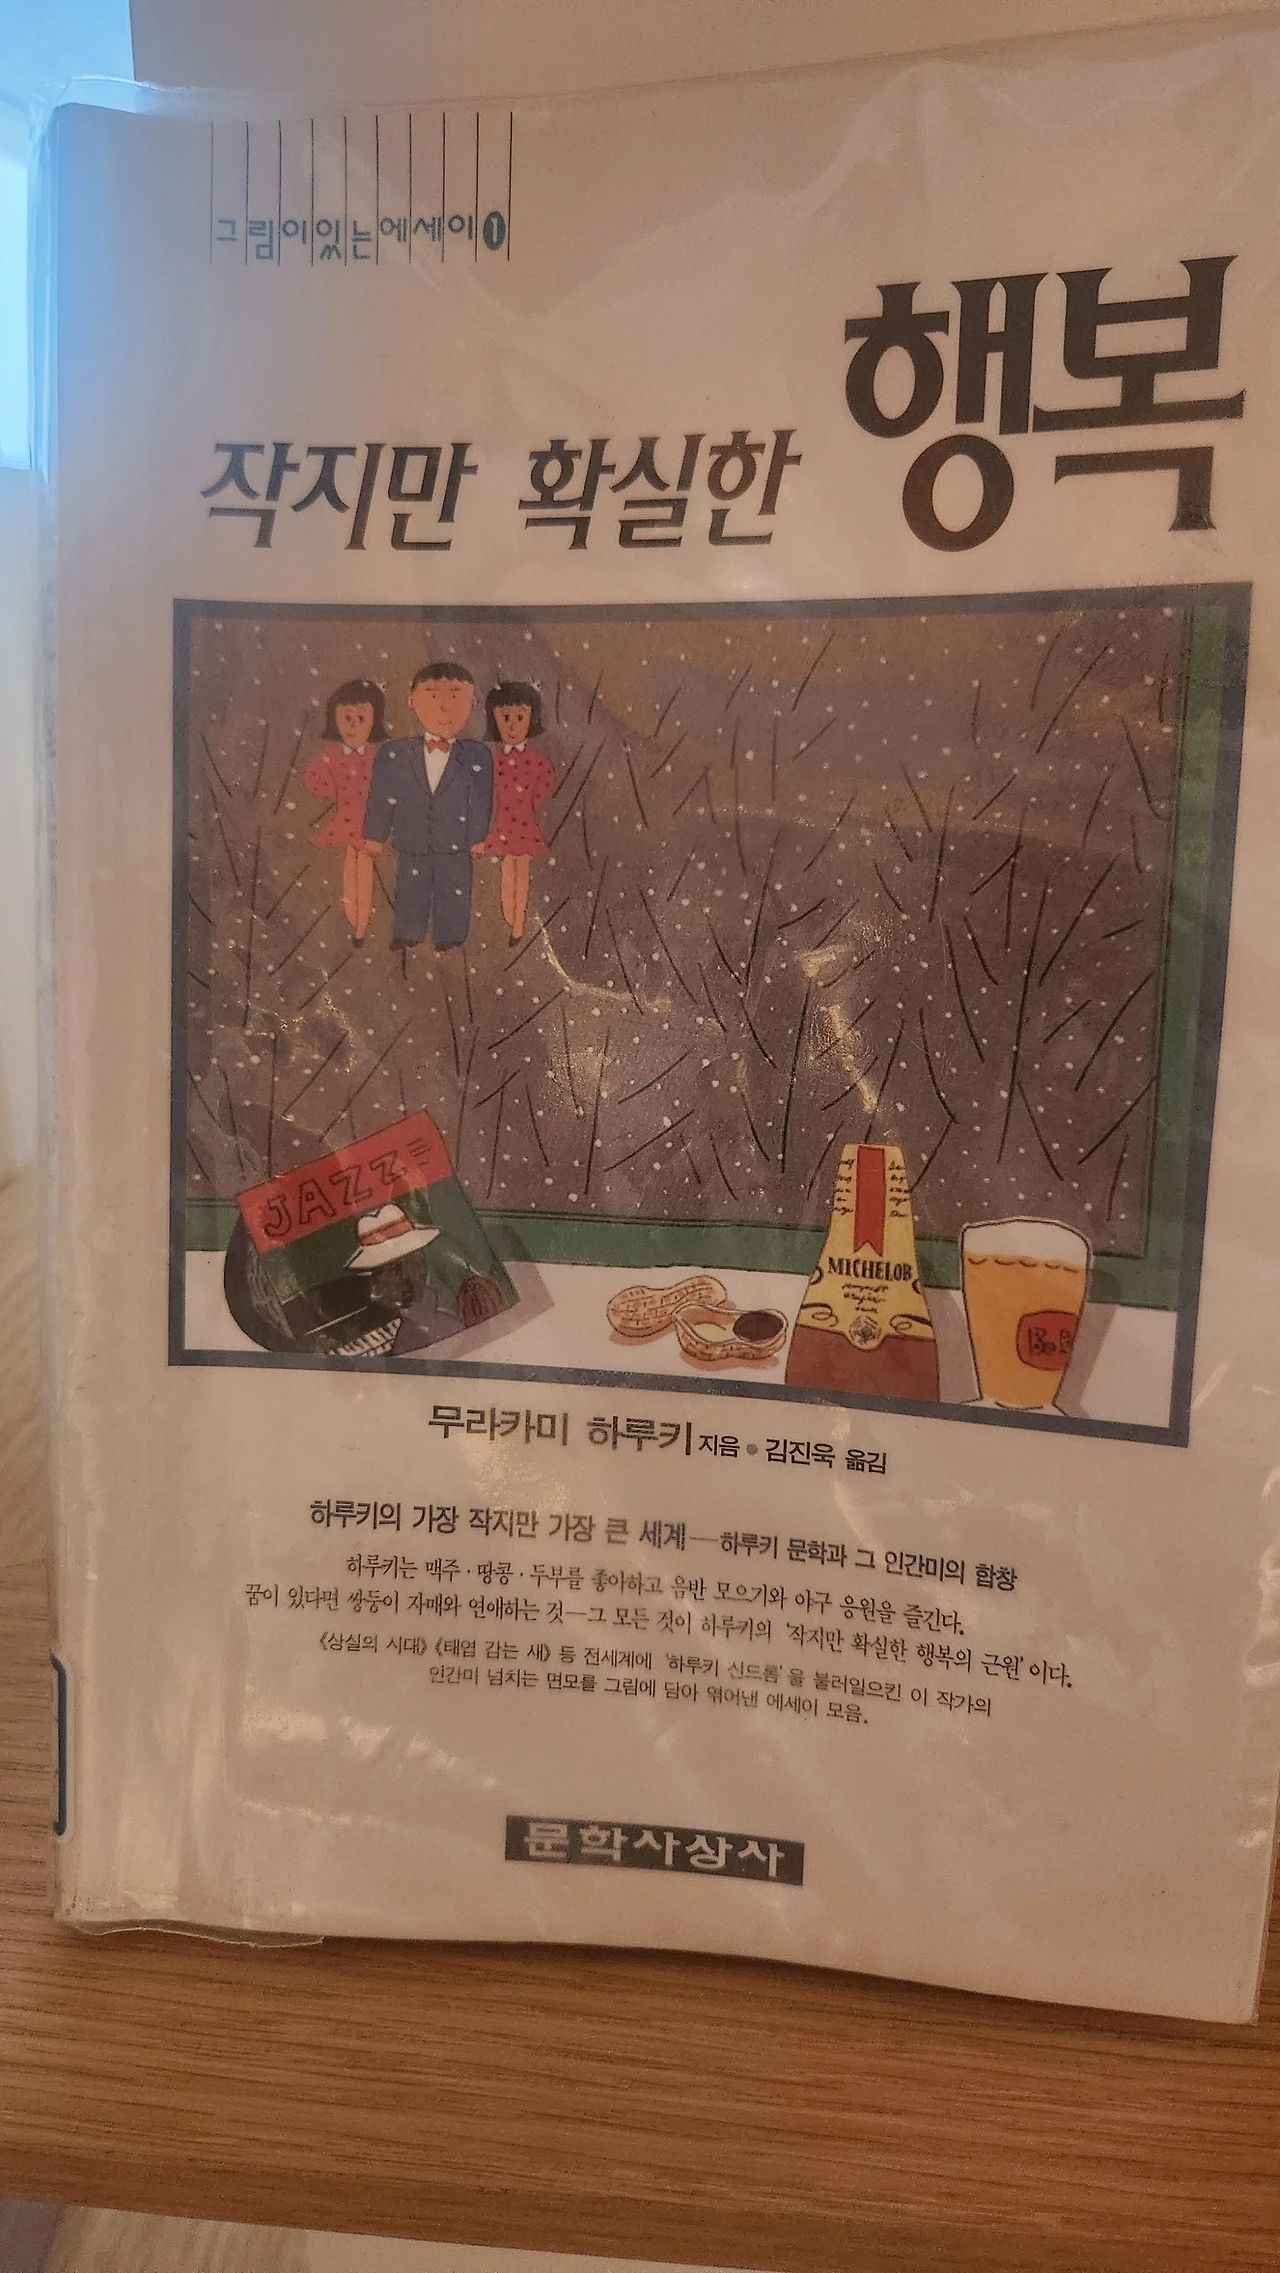 그림이있는에세이 1
행복
작지만 확실한
JAZZ
MICHELOB
무라카미 하루키 지음 ● 김진욱 옮김
하루키의 가장 작지만 가장 큰 세계─하루키 문학과 그 인간미의 합창
하루키는 맥주·땅콩·두부를 좋아하고 음반 모으기와 야구 응원을 즐긴다.
꿈이 있다면 쌍둥이 자매와 연애하는 것─그 모든 것이 하루키의 '작지만 확실한 행복의 근원'이다.
《상실의 시대》《태엽 감는 새》 등 전세계에 '하루키 신드롬'을 불러일으킨 이 작가의
인간미 넘치는 면모를 그림에 담아 엮어낸 에세이 모음.
문학사상사